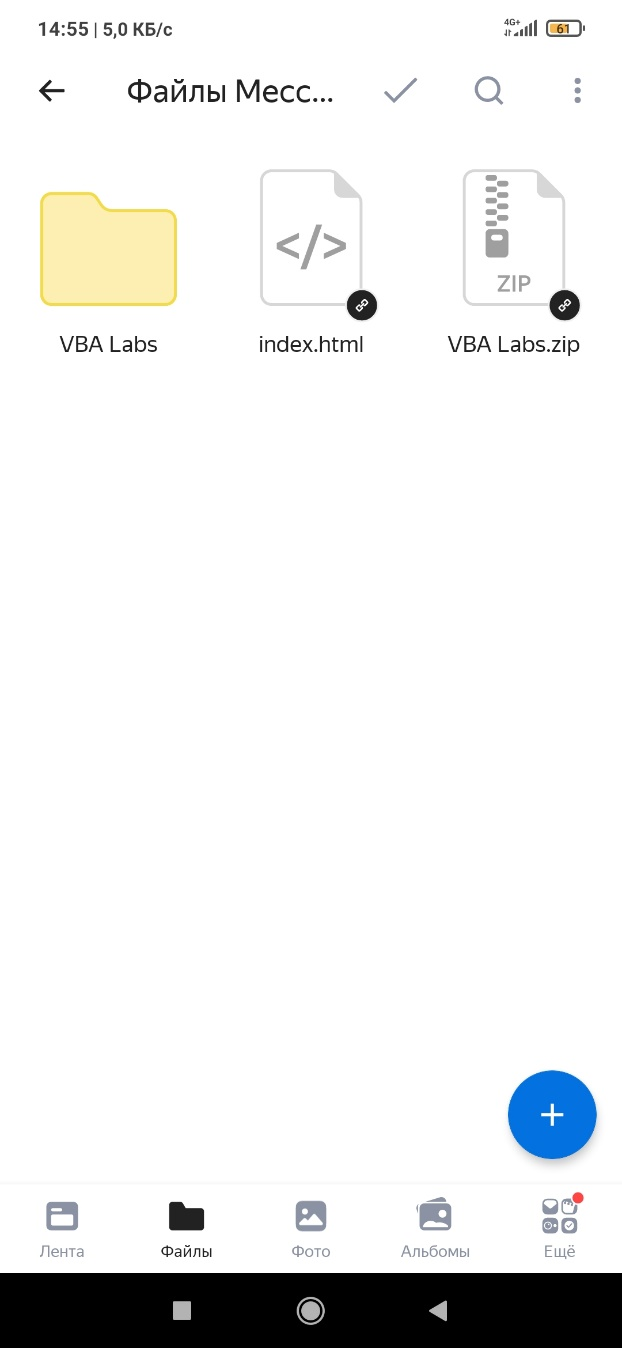 14:55 | 5,0 КБ/с 4G+ 61
Файлы Месс...
</>
ZIP
VBA Labs index.html VBA Labs.zip
Лента Файлы Фото Альбомы Ещё